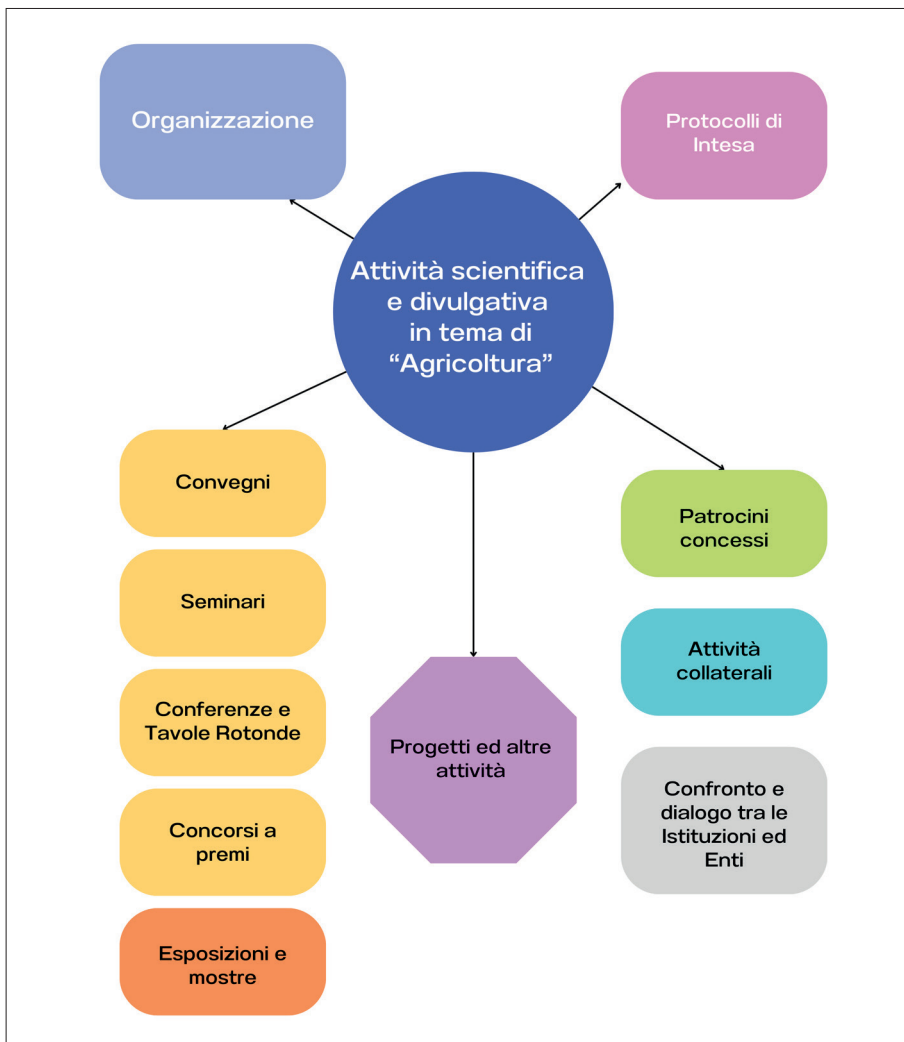 Organizzazione
Protocolli di
Intesa
Attività scientifica
e divulgativa
in tema di
“Agricoltura”
Convegni
Seminari
Conferenze e
Tavole Rotonde
Concorsi a
premi
Esposizioni e
mostre
Progetti ed altre
attività
Patrocini
concessi
Attività
collaterali
Confronto e
dialogo tra le
Istituzioni ed
Enti